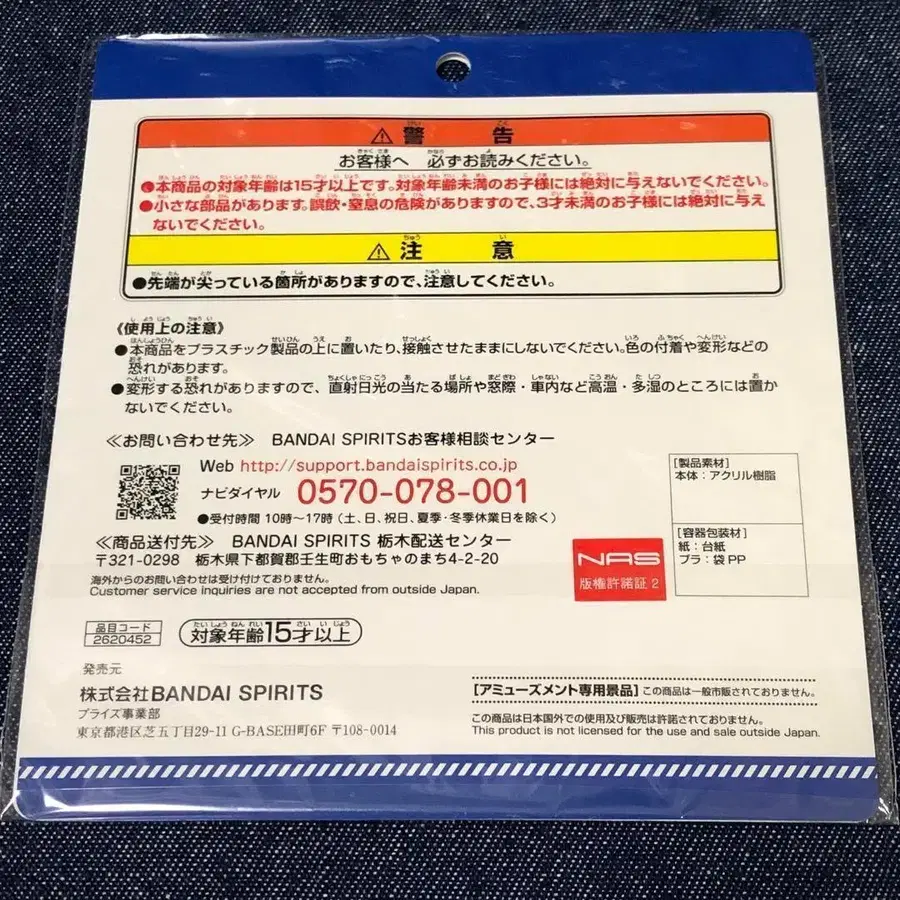 ⚠警告
お客様へ 必ずお読みください。
●本商品の対象年齢は15才以上です。対象年齢未満のお子様には絶対に与えないでください。
●小さな部品があります。誤飲・窒息の危険がありますので、3才未満のお子様には絶対に与え
ないでください。
⚠注意
●先端が尖っている箇所がありますので、注意してください。
《使用上の注意》
●本商品をプラスチック製品の上に置いたり、接触させたままにしないでください。色の付着や変形などの
恐れがあります。
●変形する恐れがありますので、直射日光の当たる場所や窓際・車内など高温・多湿のところには置か
ないでください。
≪お問い合わせ先≫ BANDAI SPIRITSお客様相談センター
Web http://support.bandaispirits.co.jp
ナビダイヤル 0570-078-001
●受付時間 10時〜17時(土、日、祝日、夏季・冬季休業日を除く)
≪商品送付先≫ BANDAI SPIRITS 栃木配送センター
〒321-0298 栃木県下都賀郡壬生町おもちゃのまち4-2-20
海外からのお問い合わせは受け付けておりません。
Customer service inquiries are not accepted from outside Japan.
[製品素材]
本体:アクリル樹脂
[容器包装材]
紙:台紙
プラ:袋 PP
NAS
版権許諾証 2
品目コード
2620452
対象年齢15才以上
発売元
株式会社BANDAI SPIRITS
プライズ事業部
東京都港区芝五丁目29-11 G-BASE田町6F 〒108-0014
[アミューズメント専用景品] この商品は一般市販されておりません。
この商品は日本国外での使用及び販売は許諾されておりません。
This product is not licensed for the use and sale outside Japan.